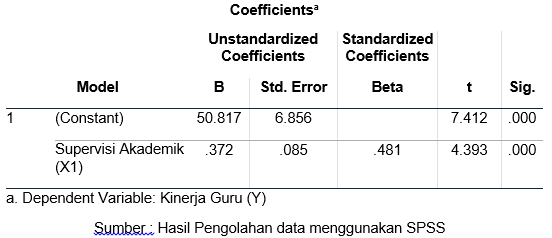 Coefficientsᵃ
Unstandardized Coefficients Standardized Coefficients
Model B Std. Error Beta t Sig.
1 (Constant) 50.817 6.856 7.412 .000
Supervisi Akademik (X1) .372 .085 .481 4.393 .000
a. Dependent Variable: Kinerja Guru (Y)
Sumber : Hasil Pengolahan data menggunakan SPSS